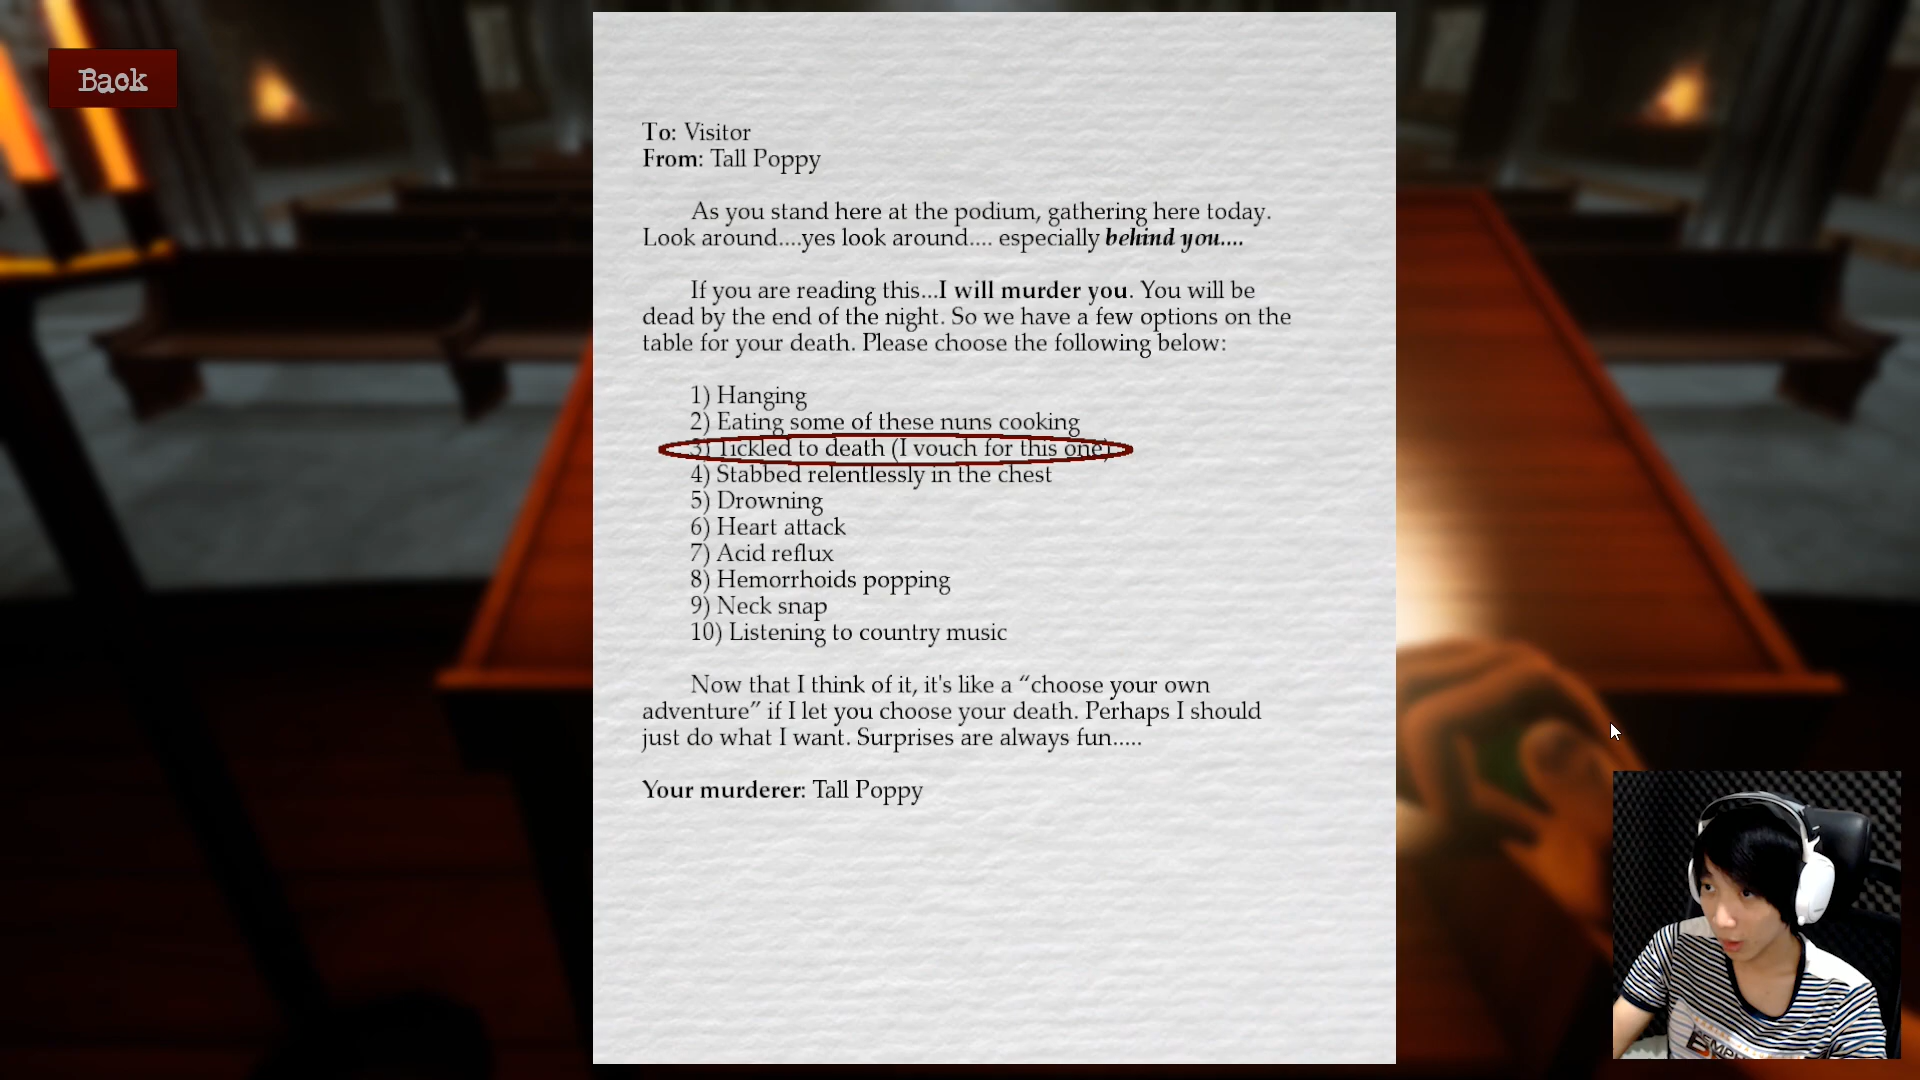 Back
To: Visitor
From: Tall Poppy
As you stand here at the podium, gathering here today.
Look around....yes look around.... especially behind you....
If you are reading this...I will murder you. You will be
dead by the end of the night. So we have a few options on the
table for your death. Please choose the following below:
1) Hanging
2) Eating some of these nuns cooking
3) Tickled to death (I vouch for this one)
4) Stabbed relentlessly in the chest
5) Drowning
6) Heart attack
7) Acid reflux
8) Hemorrhoids popping
9) Neck snap
10) Listening to country music
Now that I think of it, it's like a “choose your own
adventure” if I let you choose your death. Perhaps I should
just do what I want. Surprises are always fun.....
Your murderer: Tall Poppy